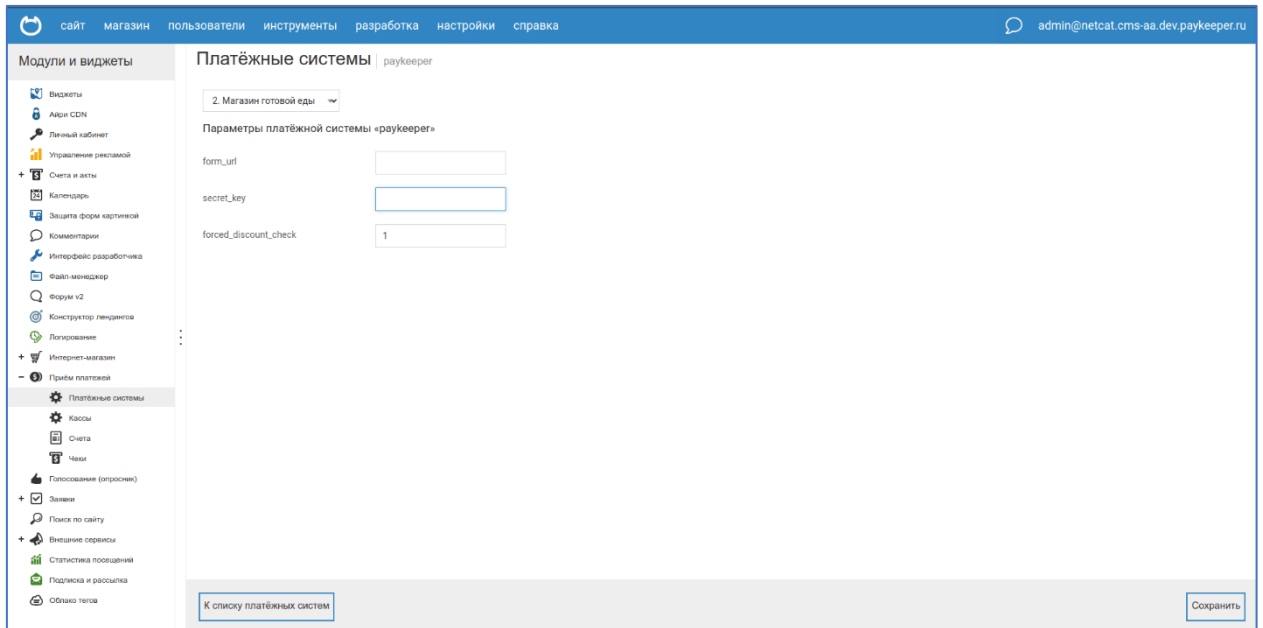 сайт магазин пользователи инструменты разработка настройки справка admin@netcat.cms-aa.dev.paykeeper.ru
Модули и виджеты
Виджеты
Айри CDN
Личный кабинет
Управление рекламой
+ Счета и акты
Календарь
Защита форм картинкой
Комментарии
Интерфейс разработчика
Файл-менеджер
Форум v2
Конструктор лендингов
Логирование
+ Интернет-магазин
− Приём платежей
Платёжные системы
Кассы
Счета
Чеки
Голосование (опросник)
+ Заявки
Поиск по сайту
+ Внешние сервисы
Статистика посещений
Подписка и рассылка
Облако тегов
Платёжные системы | paykeeper
2. Магазин готовой еды
Параметры платёжной системы «paykeeper»
form_url
secret_key
forced_discount_check 1
К списку платёжных систем Сохранить